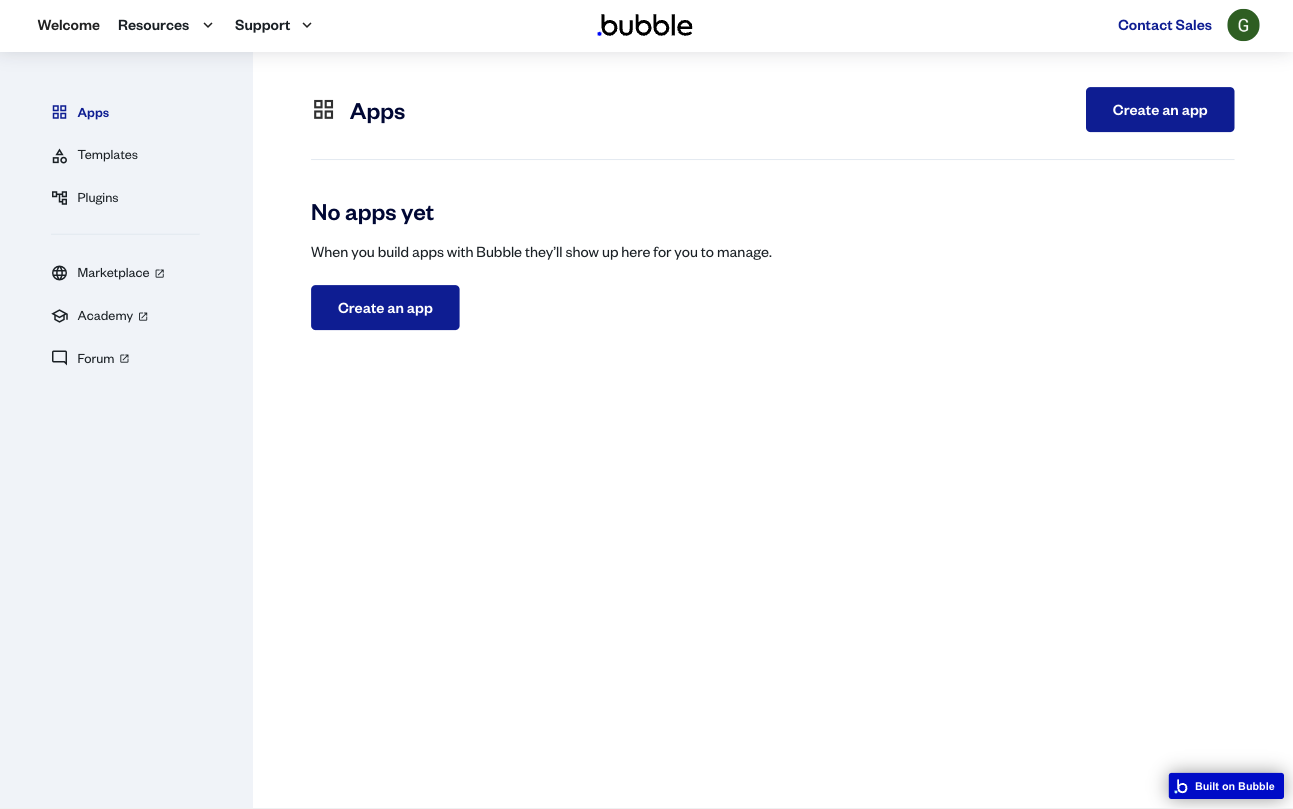 Welcome Resources Support .bubble Contact Sales G
Apps
Templates
Plugins
Marketplace
Academy
Forum
Apps Create an app
No apps yet
When you build apps with Bubble they'll show up here for you to manage.
Create an app
.b Built on Bubble